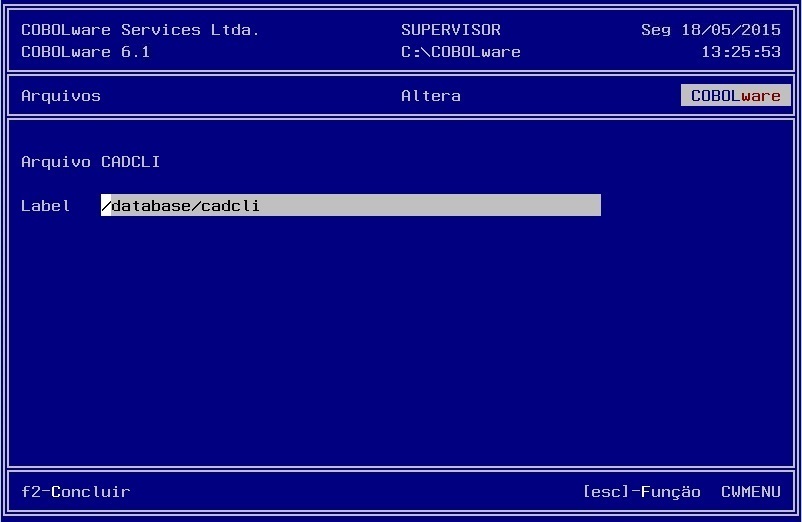 COBOLware Services Ltda. SUPERVISOR Seg 18/05/2015
COBOLware 6.1 C:\COBOLware 13:25:53
Arquivos Altera COBOLware
Arquivo CADCLI
Label /database/cadcli
f2-Concluir [esc]-Função CWMENU